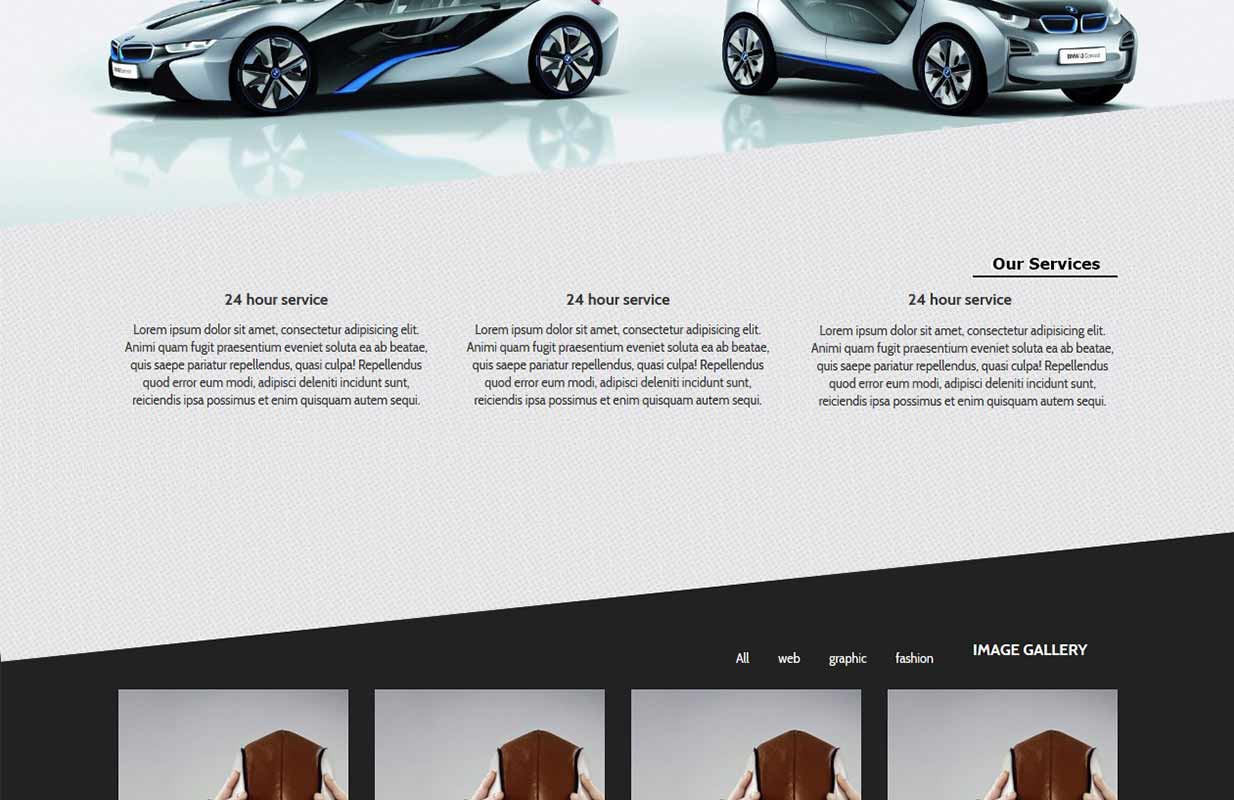 BMW i3 Concept
Our Services
24 hour service
Lorem ipsum dolor sit amet, consectetur adipisicing elit.
Animi quam fugit praesentium eveniet soluta ea ab beatae,
quis saepe pariatur repellendus, quasi culpa! Repellendus
quod error eum modi, adipisci deleniti incidunt sunt,
reiciendis ipsa possimus et enim quisquam autem sequi.
24 hour service
Lorem ipsum dolor sit amet, consectetur adipisicing elit.
Animi quam fugit praesentium eveniet soluta ea ab beatae,
quis saepe pariatur repellendus, quasi culpa! Repellendus
quod error eum modi, adipisci deleniti incidunt sunt,
reiciendis ipsa possimus et enim quisquam autem sequi.
24 hour service
Lorem ipsum dolor sit amet, consectetur adipisicing elit.
Animi quam fugit praesentium eveniet soluta ea ab beatae,
quis saepe pariatur repellendus, quasi culpa! Repellendus
quod error eum modi, adipisci deleniti incidunt sunt,
reiciendis ipsa possimus et enim quisquam autem sequi.
All web graphic fashion IMAGE GALLERY